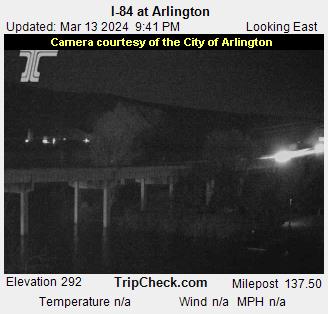 I-84 at Arlington
Updated: Mar 13 2024 9:41 PM Looking East
Camera courtesy of the City of Arlington
Elevation 292 TripCheck.com Milepost 137.50
Temperature n/a Wind n/a MPH n/a